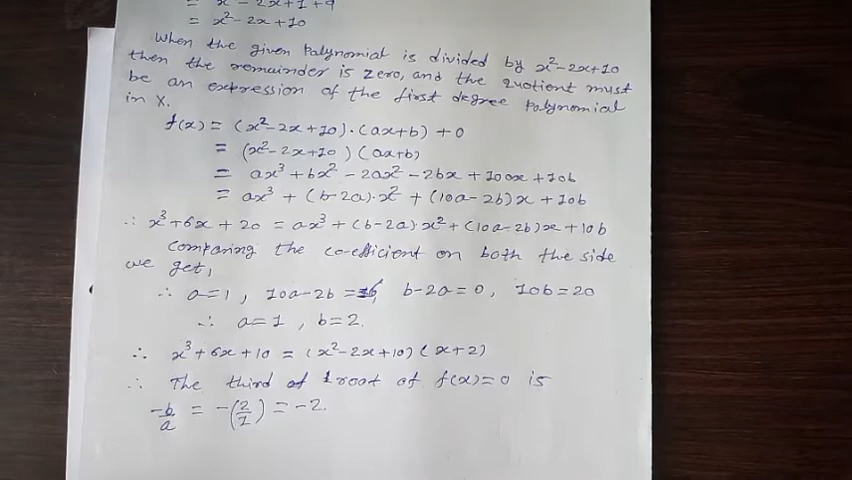 = x² - 2x + 1 + 9
= x² - 2x + 10
When the given Polynomial is divided by x² - 2x + 10
then the remainder is zero, and the quotient must
be an expression of the first degree Polynomial
in x.
f(x) = (x² - 2x + 10) · (ax + b) + 0
= (x² - 2x + 10) (ax + b)
= ax³ + bx² - 2ax² - 2bx + 10ax + 10b
= ax³ + (b - 2a) · x² + (10a - 2b) x + 10b
∴ x³ + 6x + 20 = ax³ + (b - 2a) · x² + (10a - 2b) x + 10b
Comparing the co-efficient on both the side
we get,
∴ a = 1, 10a - 2b = 6, b - 2a = 0, 10b = 20
∴ a = 1, b = 2.
∴ x³ + 6x + 10 = (x² - 2x + 10) (x + 2)
∴ The third of root of f(x) = 0 is
-b/a = -(2/1) = -2.